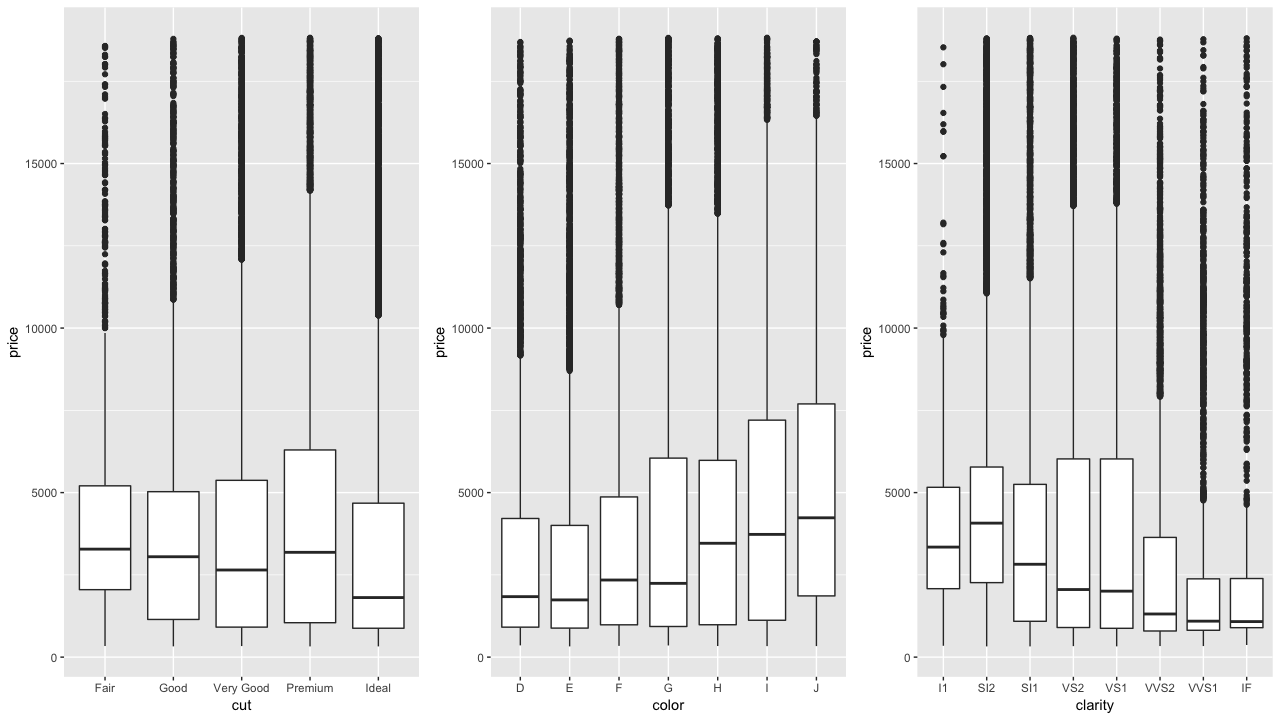 price
15000
10000
5000
0
Fair Good Very Good Premium Ideal
cut
price
15000
10000
5000
0
D E F G H I J
color
price
15000
10000
5000
0
I1 SI2 SI1 VS2 VS1 VVS2 VVS1 IF
clarity